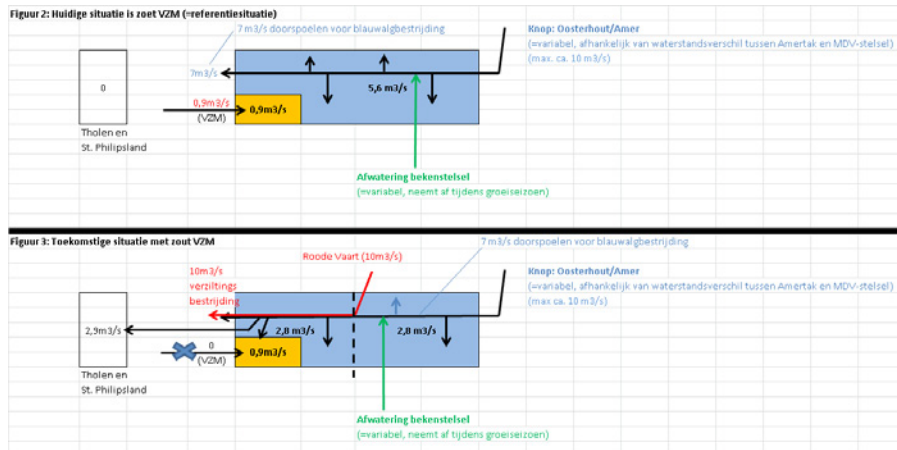 Figuur 2: Huidige situatie is zoet VZM (=referentiesituatie)
7 m3/s doorspoelen voor blauwalgbestrijding
Knop: Oosterhout/Amer
(=variabel, afhankelijk van waterstandsverschil tussen Amertak en MDV-stelsel)
(max. ca. 10 m3/s)
7m3/s
0
5,6 m3/s
0,9m3/s
(VZM)
0,9m3/s
Tholen en
St. Philipsland
Afwatering bekenstelsel
(=variabel, neemt af tijdens groeiseizoen)
Figuur 3: Toekomstige situatie met zout VZM
7 m3/s doorspoelen voor blauwalgbestrijding
Roode Vaart (10m3/s)
10m3/s
verziltings
bestrijding
Knop: Oosterhout/Amer
(=variabel, afhankelijk van waterstandsverschil tussen Amertak en MDV-stelsel)
(max ca. 10 m3/s)
2,9m3/s
2,8 m3/s
2,8 m3/s
0
(VZM)
0,9m3/s
Tholen en
St. Philipsland
Afwatering bekenstelsel
(=variabel, neemt af tijdens groeiseizoen)